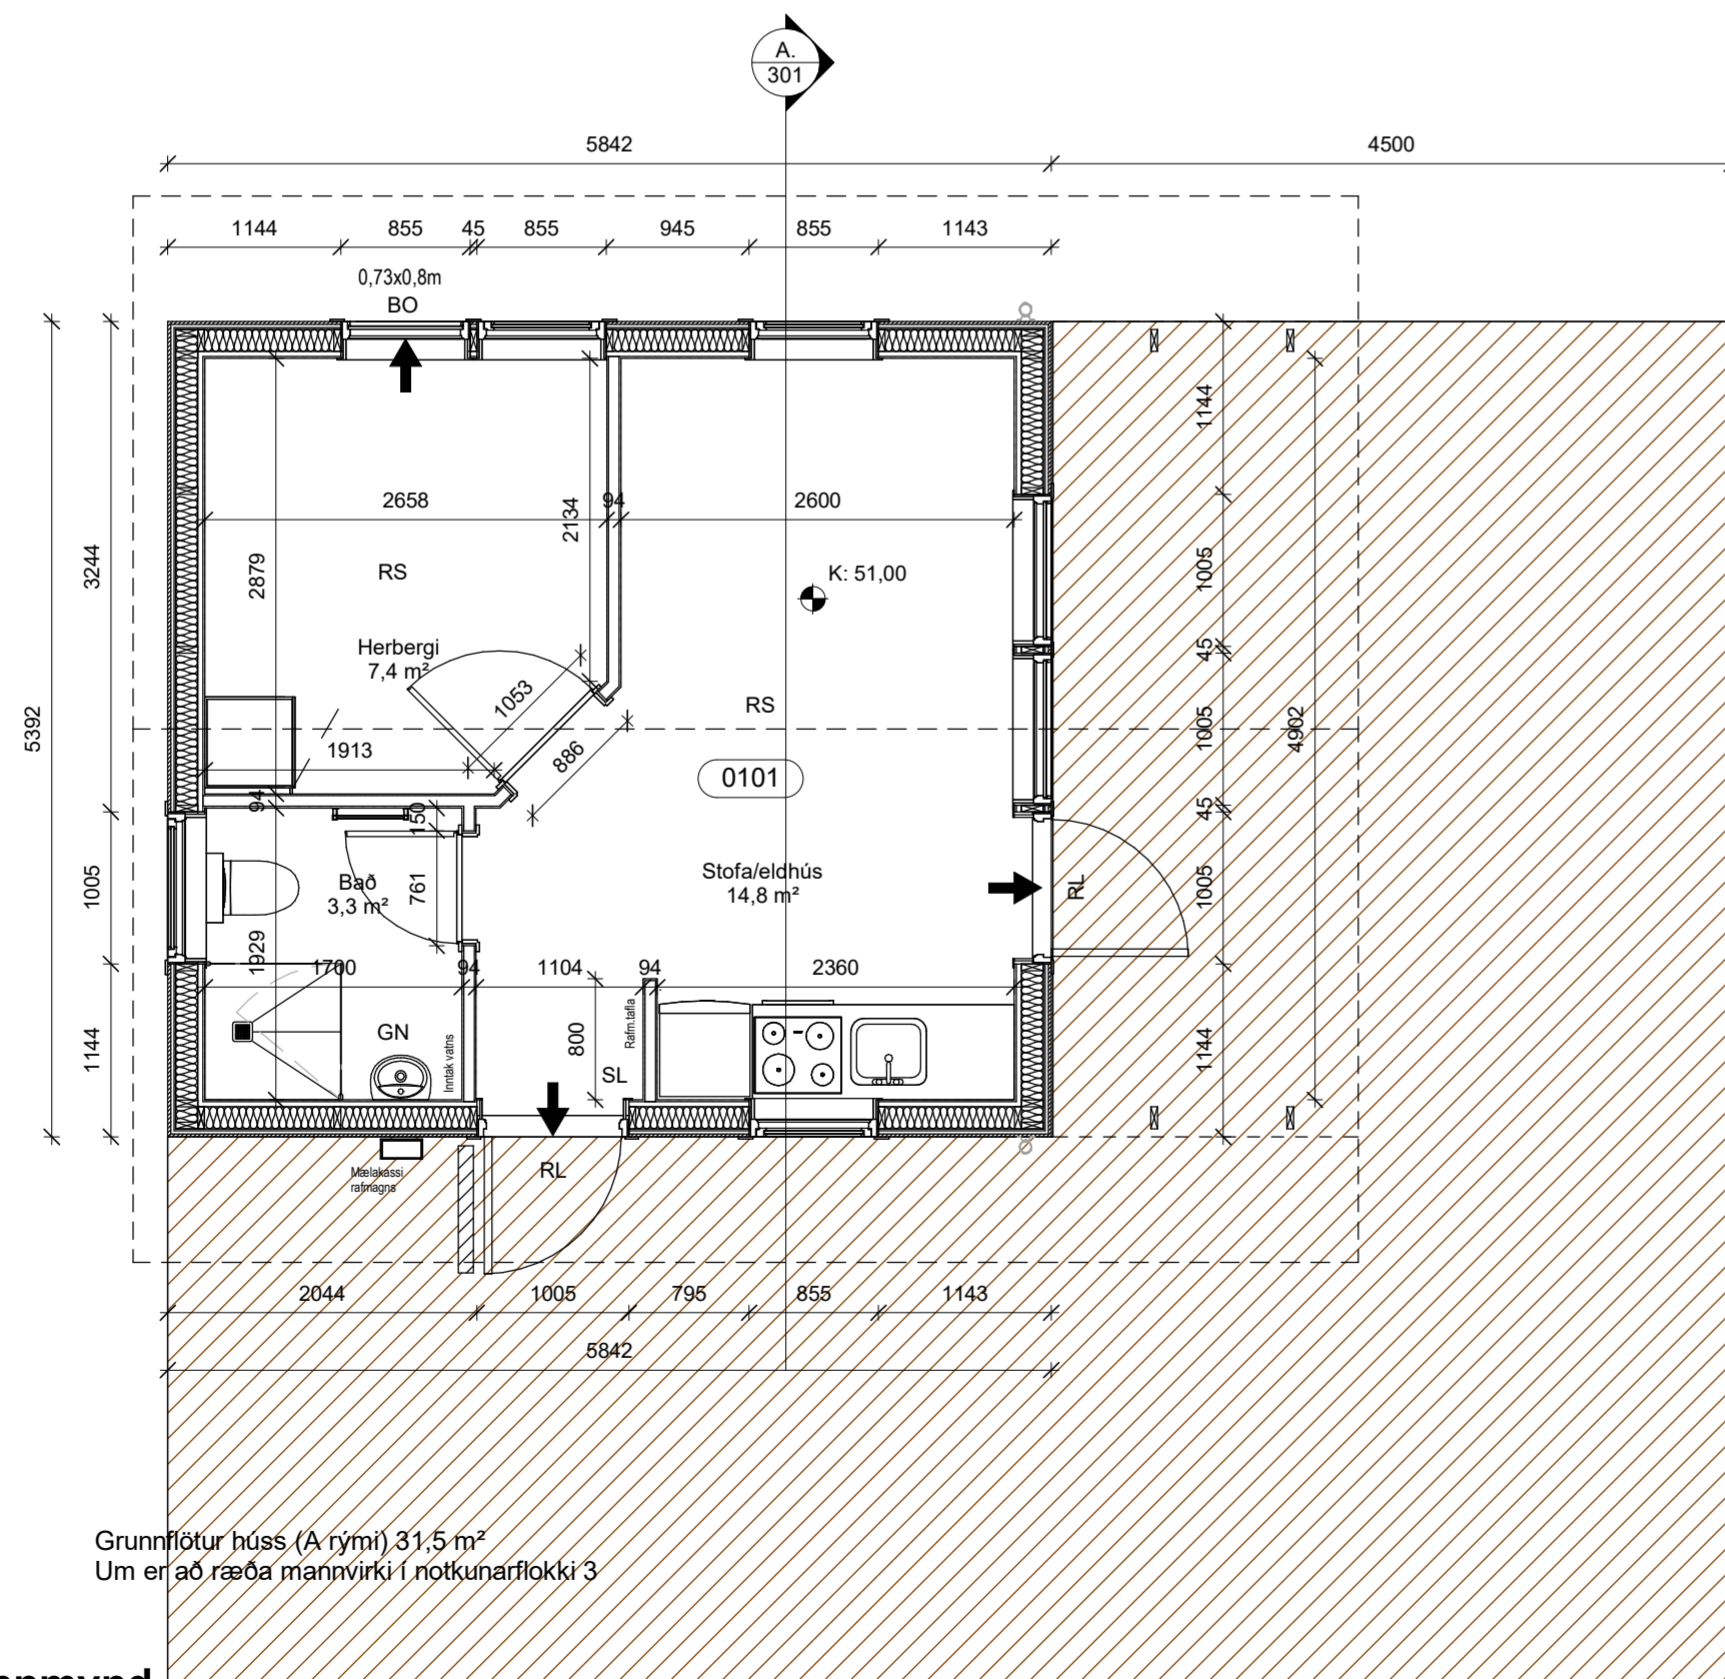 A.
301
5842
4500
1144
855
45
855
945
855
1143
0,73x0,8m
BO
1144
2658
94
2600
2134
3244
2879
RS
K: 51,00
1005
Herbergi
7,4 m²
45
1053
RS
5392
1913
886
1005
4902
0101
94
150
45
Bað
3,3 m²
761
Stofa/eldhús
14,8 m²
1005
RL
1005
1929
1700
94
1104
94
2360
GN
Inntak vatns
800
Rafm.tafla
SL
1144
1144
Mælakassi
rafmagns
RL
2044
1005
795
855
1143
5842
Grunnflötur húss (A rými) 31,5 m²
Um er að ræða mannvirki í notkunarflokki 3